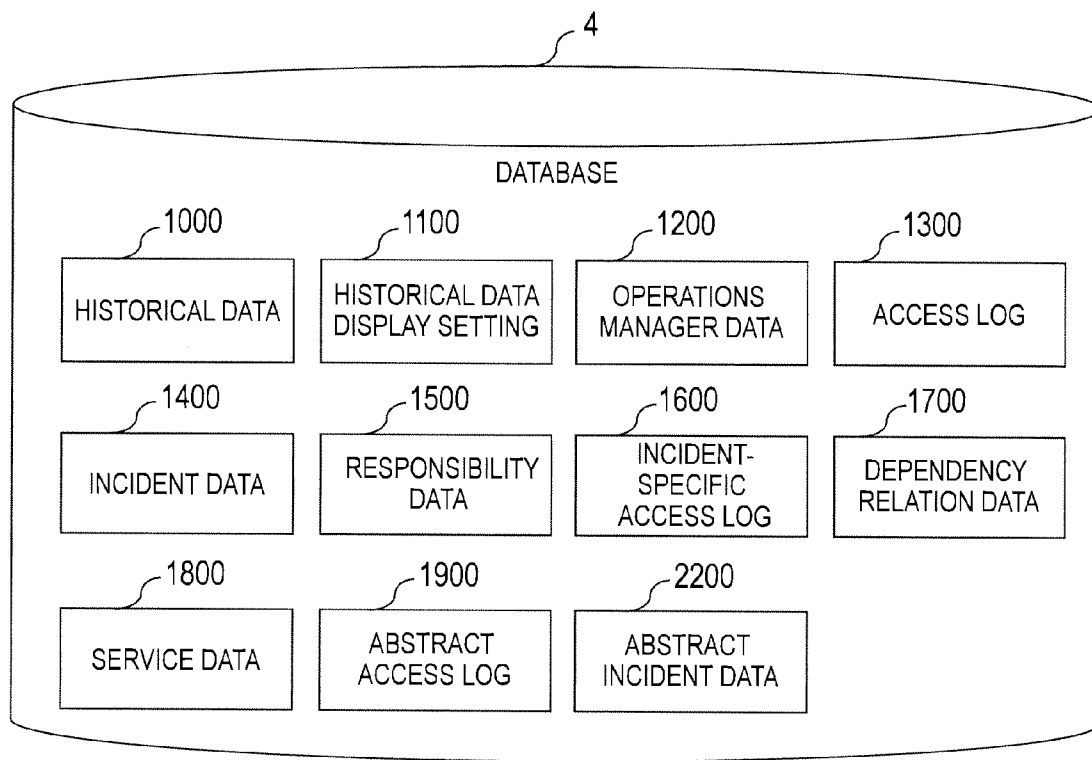 4
DATABASE
1000
1100
1200
1300
HISTORICAL DATA
HISTORICAL DATA
DISPLAY SETTING
OPERATIONS
MANAGER DATA
ACCESS LOG
1400
1500
1600
1700
INCIDENT DATA
RESPONSIBILITY
DATA
INCIDENT-
SPECIFIC
ACCESS LOG
DEPENDENCY
RELATION DATA
1800
1900
2200
SERVICE DATA
ABSTRACT
ACCESS LOG
ABSTRACT
INCIDENT DATA